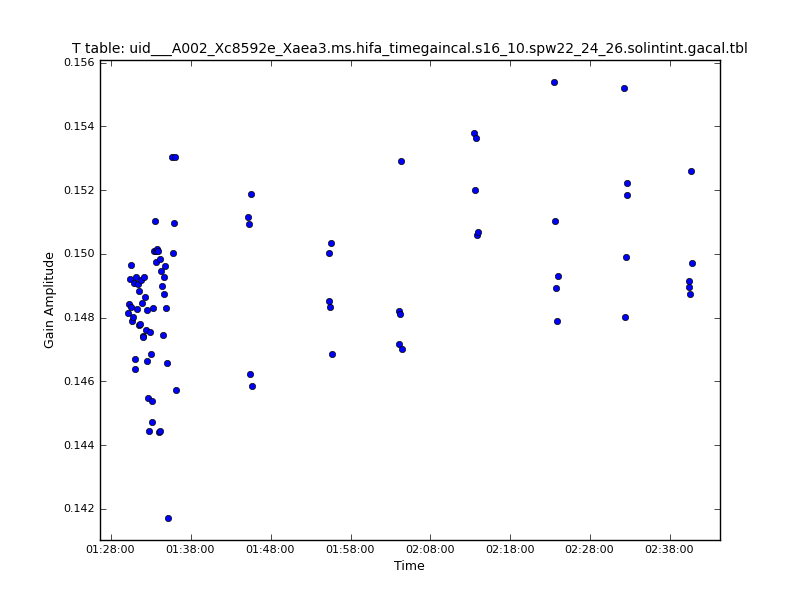 T table: uid___A002_Xc8592e_Xaea3.ms.hifa_timegaincal.s16_10.spw22_24_26.solintint.gacal.tbl
0.156
0.154
0.152
0.150
0.148
0.146
0.144
0.142
Gain Amplitude
01:28:00 01:38:00 01:48:00 01:58:00 02:08:00 02:18:00 02:28:00 02:38:00
Time